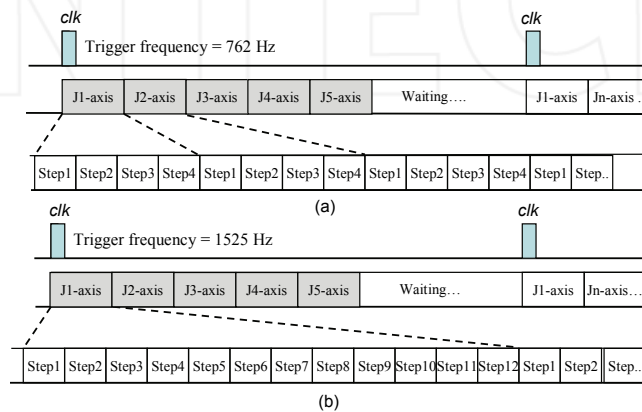 INTECH
clk
clk
Trigger frequency = 762 Hz
J1-axis J2-axis J3-axis J4-axis J5-axis Waiting.... J1-axis Jn-axis ..
Step1 Step2 Step3 Step4 Step1 Step2 Step3 Step4 Step1 Step2 Step3 Step4 Step1 Step..
(a)
clk
clk
Trigger frequency = 1525 Hz
J1-axis J2-axis J3-axis J4-axis J5-axis Waiting... J1-axis Jn-axis...
Step1 Step2 Step3 Step4 Step5 Step6 Step7 Step8 Step9 Step10 Step11 Step12 Step1 Step2 Step..
(b)